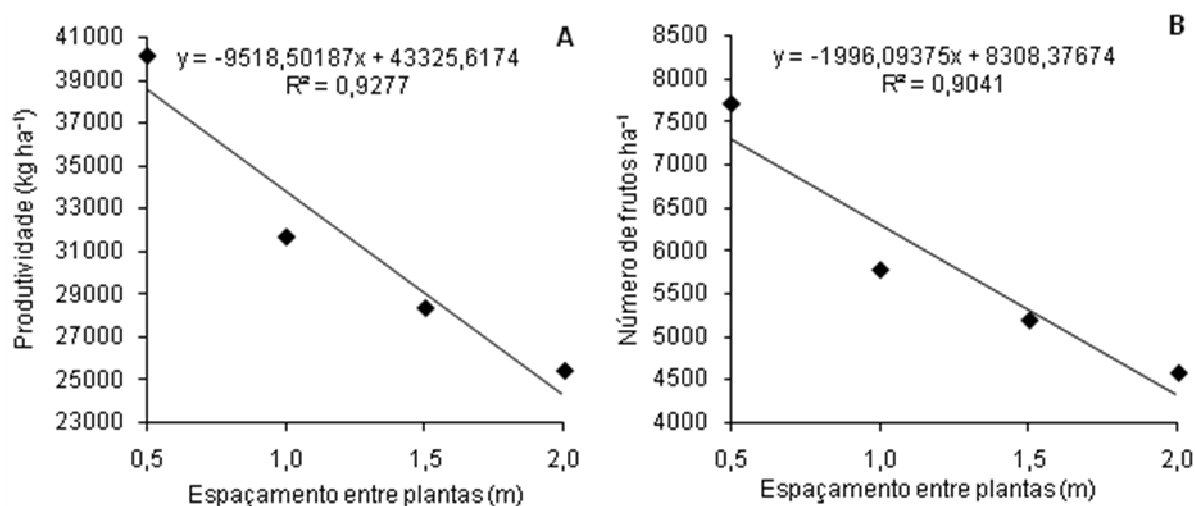 A
y = -9518,50187x + 43325,6174
R² = 0,9277
Produtividade (kg ha⁻¹)
41000
39000
37000
35000
33000
31000
29000
27000
25000
23000
0,5
1,0
1,5
2,0
Espaçamento entre plantas (m)
B
y = -1996,09375x + 8308,37674
R² = 0,9041
Número de frutos ha⁻¹
8500
8000
7500
7000
6500
6000
5500
5000
4500
4000
0,5
1,0
1,5
2,0
Espaçamento entre plantas (m)